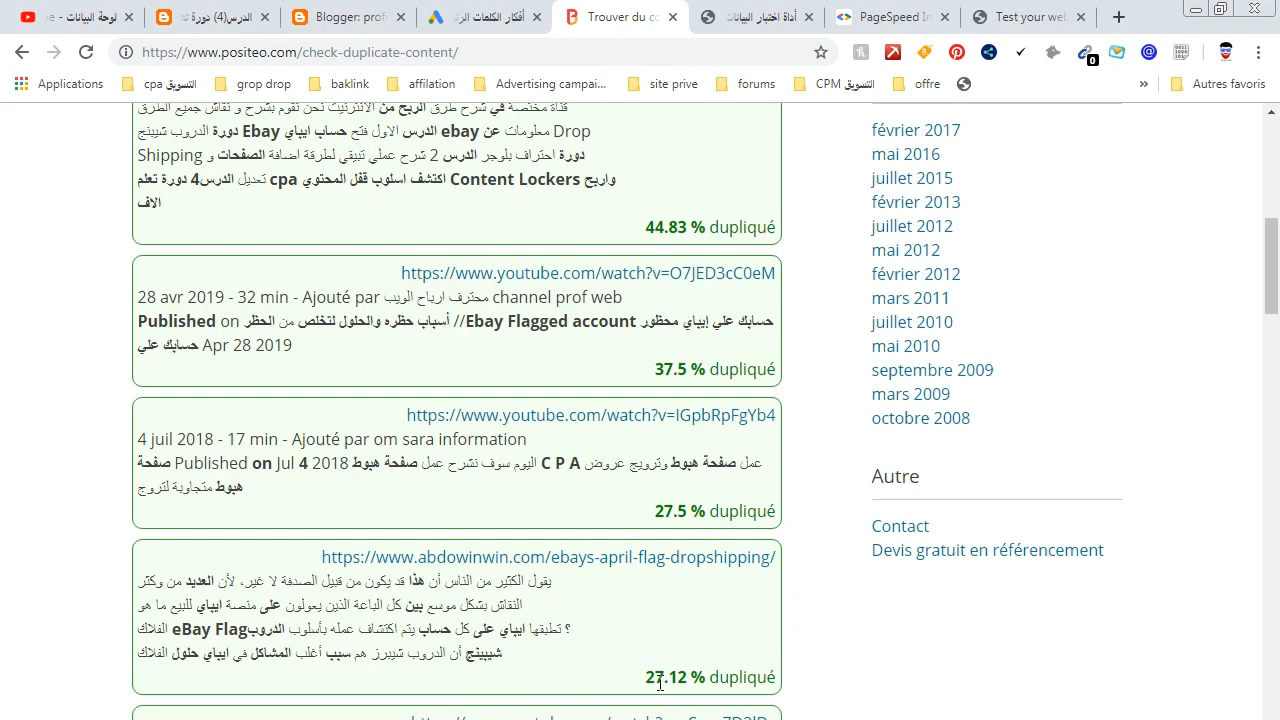 لوحة البيانات - be
الدرس(4) دورة ت
Blogger: prof
أفكار الكلمات الرئ
Trouver du co
أداة اختبار البيانات
PageSpeed In
Test your web
https://www.positeo.com/check-duplicate-content/
Applications
cpa التسويق
grop drop
baklink
affilation
Advertising campai...
site prive
forums
CPM التسويق
offre
»
Autres favoris
قناة مختصة في شرح طرق الربح من الانترنيت نحن نقوم بشرح و نقاش جميع الطرق
معلومات عن ebay الدرس الاول فتح حساب ايباي Ebay دورة الدروب شيبينج Drop
Shipping دورة احتراف بلوجر الدرس 2 شرح عملي تبيقي لطرقة اضافة الصفحات و
واربح Content Lockers اكتشف اسلوب قفل المحتوي cpa تعديل الدرس4 دورة تعلم
الاف
44.83 % dupliqué
https://www.youtube.com/watch?v=O7JED3cC0eM
28 avr 2019 - 32 min - Ajouté par محترف ارباح الويب channel prof web
حسابك علي إيباي محظور Ebay Flagged account// أسباب حظره والحلول لتخلص من الحظر Published on
Apr 28 2019 حسابك علي
37.5 % dupliqué
https://www.youtube.com/watch?v=IGpbRpFgYb4
4 juil 2018 - 17 min - Ajouté par om sara information
عمل صفحة هبوط وترويج عروض C P A اليوم سوف نشرح عمل صفحة هبوط Published on Jul 4 2018 صفحة
هبوط متجاوبة لتروج
27.5 % dupliqué
https://www.abdowinwin.com/ebays-april-flag-dropshipping/
يقول الكثير من الناس أن هذا قد يكون من قبيل الصدفة لا غير، لأن العديد من وكثر
النقاش بشكل موسع بين كل الباعة الذين يعولون على منصة ايباي للبيع ما هو
؟ تطبقها ايباي على كل حساب يتم اكتشاف عمله بأسلوب الدروبeBay Flag الفلاك
شيبينج أن الدروب شيبرز هم سبب أغلب المشاكل في ايباي حلول الفلاك
27.12 % dupliqué
février 2017
mai 2016
juillet 2015
février 2013
juillet 2012
mai 2012
février 2012
mars 2011
juillet 2010
mai 2010
septembre 2009
mars 2009
octobre 2008
Autre
Contact
Devis gratuit en référencement